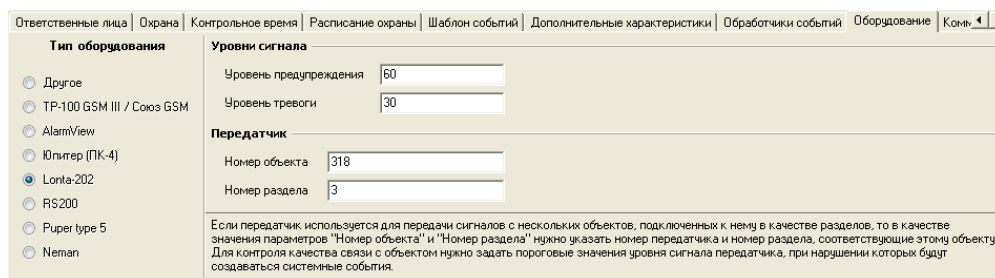 Ответственные лица Охрана Контрольное время Расписание охраны Шаблон событий Дополнительные характеристики Обработчики событий Оборудование
Тип оборудования
Другое
TP-100 GSM III / Союз GSM
AlarmView
Юпитер (ПК-4)
Lonta-202
RS200
Puper type 5
Neman
Уровни сигнала
Уровень предупреждения 60
Уровень тревоги 30
Передатчик
Номер объекта 318
Номер раздела 3
Если передатчик используется для передачи сигналов с нескольких объектов, подключенных к нему в качестве разделов, то в качестве
значения параметров "Номер объекта" и "Номер раздела" нужно указать номер передатчика и номер раздела, соответствующие этому объекту
Для контроля качества связи с объектом нужно задать пороговые значения уровня сигнала передатчика, при нарушении которых будут
создаваться системные события.